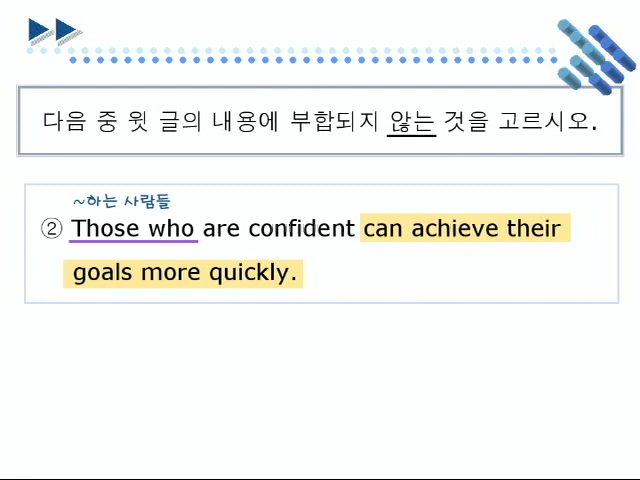 다음 중 윗 글의 내용에 부합되지 않는 것을 고르시오.
~하는 사람들
② Those who are confident can achieve their
goals more quickly.